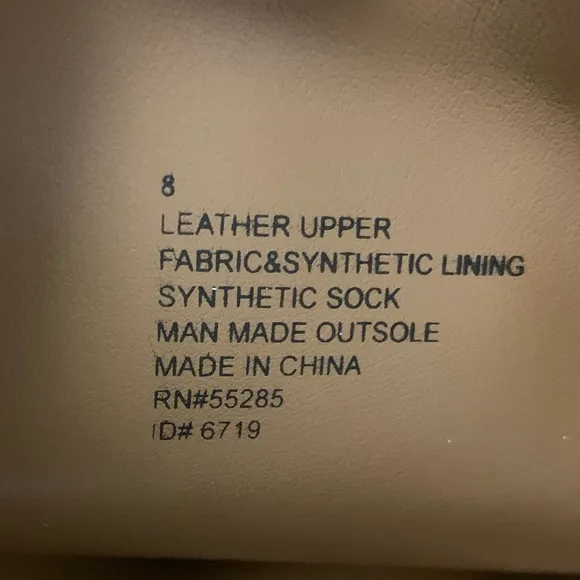 8
LEATHER UPPER
FABRIC&SYNTHETIC LINING
SYNTHETIC SOCK
MAN MADE OUTSOLE
MADE IN CHINA
RN#55285
ID# 6719